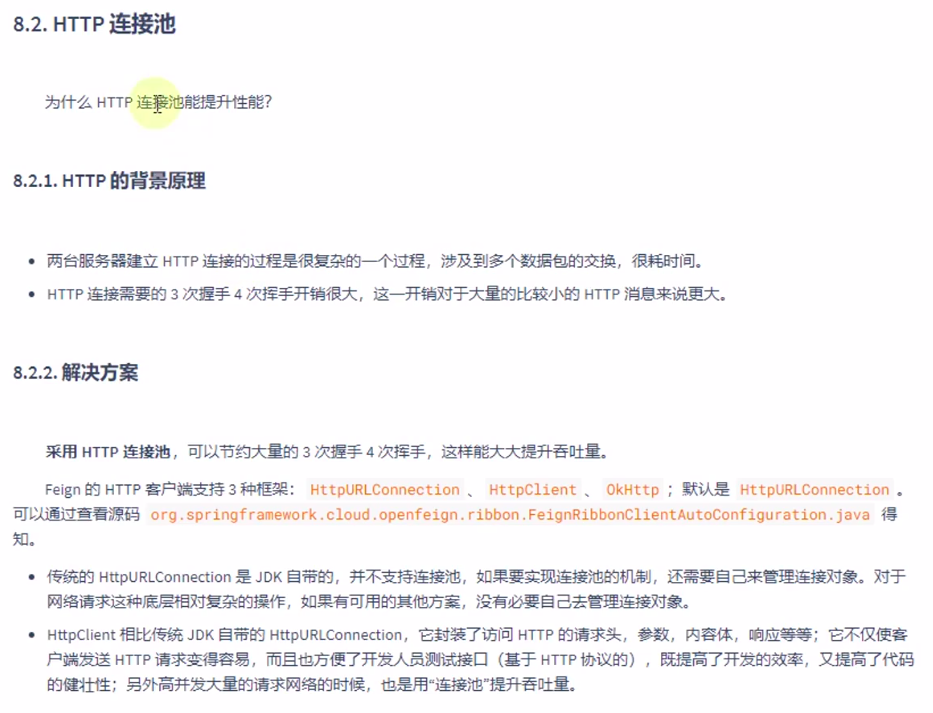 8.2. HTTP 连接池
为什么 HTTP 连接池能提升性能?
8.2.1. HTTP 的背景原理
• 两台服务器建立 HTTP 连接的过程是很复杂的一个过程，涉及到多个数据包的交换，很耗时间。
• HTTP 连接需要的 3 次握手 4 次挥手开销很大，这一开销对于大量的比较小的 HTTP 消息来说更大。
8.2.2. 解决方案
采用 HTTP 连接池，可以节约大量的 3 次握手 4 次挥手，这样能大大提升吞吐量。
Feign 的 HTTP 客户端支持 3 种框架： HttpURLConnection 、 HttpClient 、 OkHttp ；默认是 HttpURLConnection 。
可以通过查看源码 org.springframework.cloud.openfeign.ribbon.FeignRibbonClientAutoConfiguration.java 得
知。
• 传统的 HttpURLConnection 是 JDK 自带的，并不支持连接池，如果要实现连接池的机制，还需要自己来管理连接对象。对于
网络请求这种底层相对复杂的操作，如果有可用的其他方案，没有必要自己去管理连接对象。
• HttpClient 相比传统 JDK 自带的 HttpURLConnection，它封装了访问 HTTP 的请求头，参数，内容体，响应等等；它不仅使客
户端发送 HTTP 请求变得容易，而且也方便了开发人员测试接口（基于 HTTP 协议的），既提高了开发的效率，又提高了代码
的健壮性；另外高并发大量的请求网络的时候，也是用“连接池”提升吞吐量。